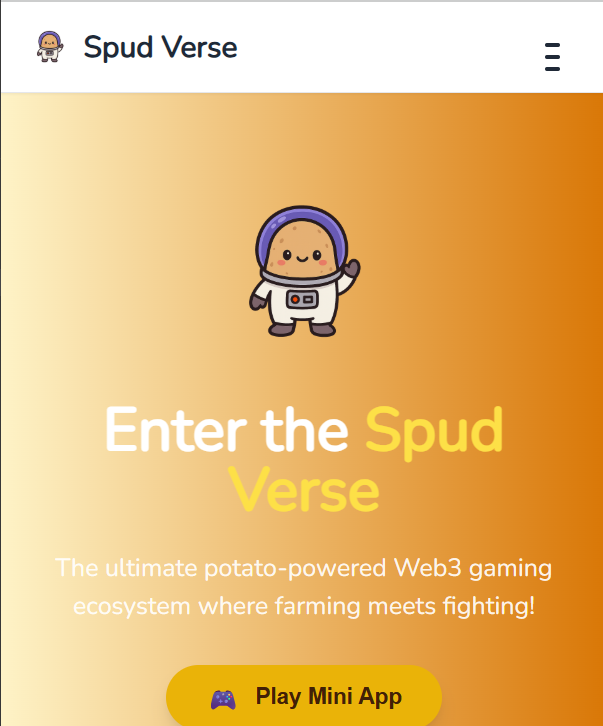 Spud Verse
Enter the Spud
Verse
The ultimate potato-powered Web3 gaming
ecosystem where farming meets fighting!
Play Mini App